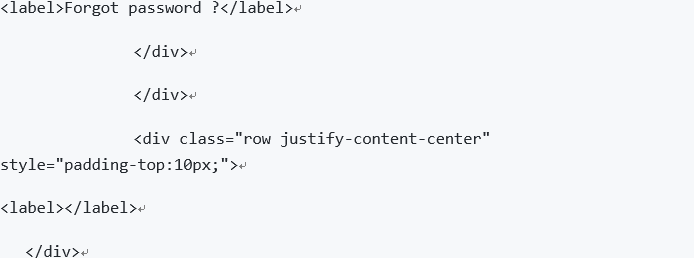 <label>Forgot password ?</label>
</div>
</div>
<div class="row justify-content-center"
style="padding-top:10px;">
<label></label>
</div>